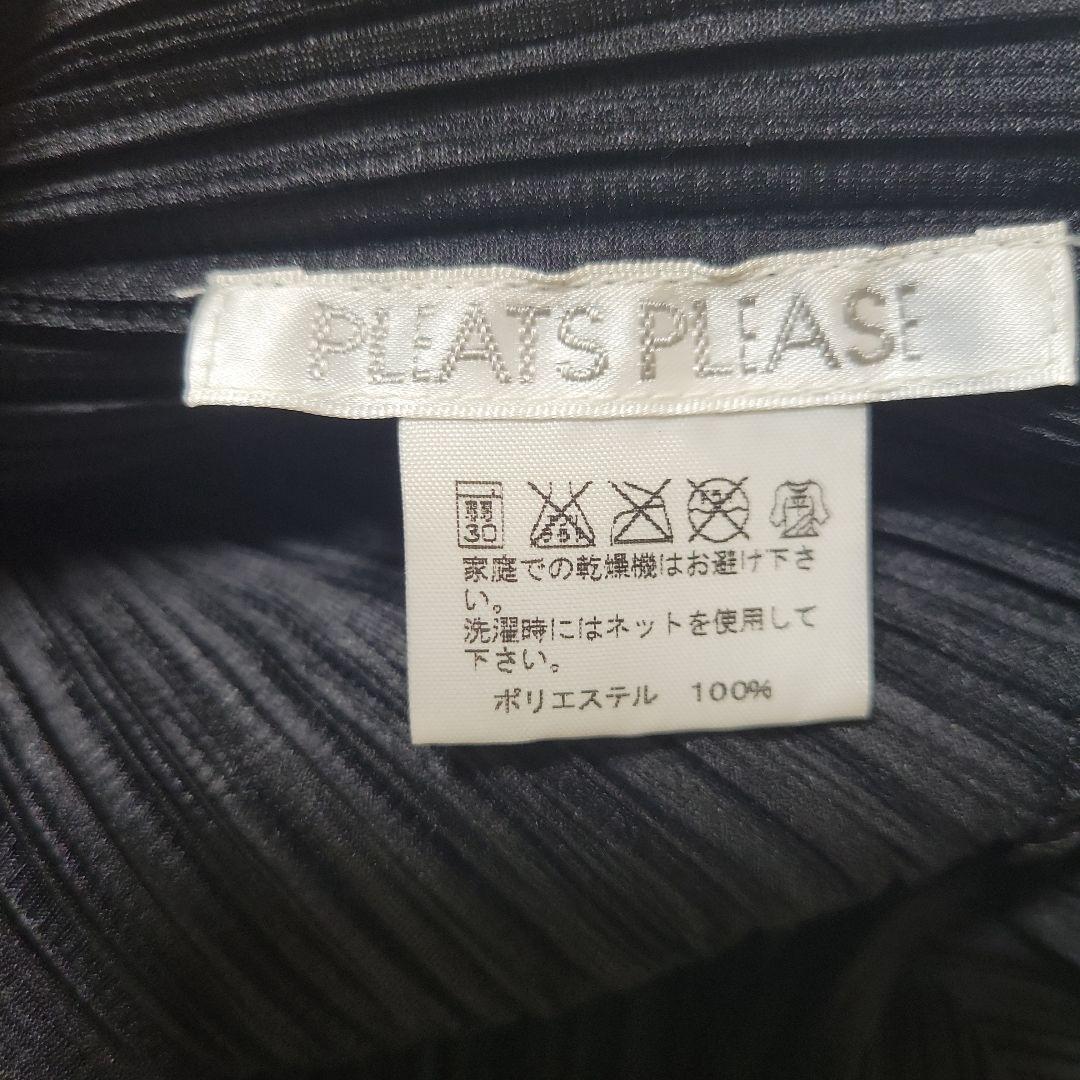 PLEATS PLEASE
弱
30
平
家庭での乾燥機はお避け下さ
い。
洗濯時にはネットを使用して
下さい。
ポリエステル 100%